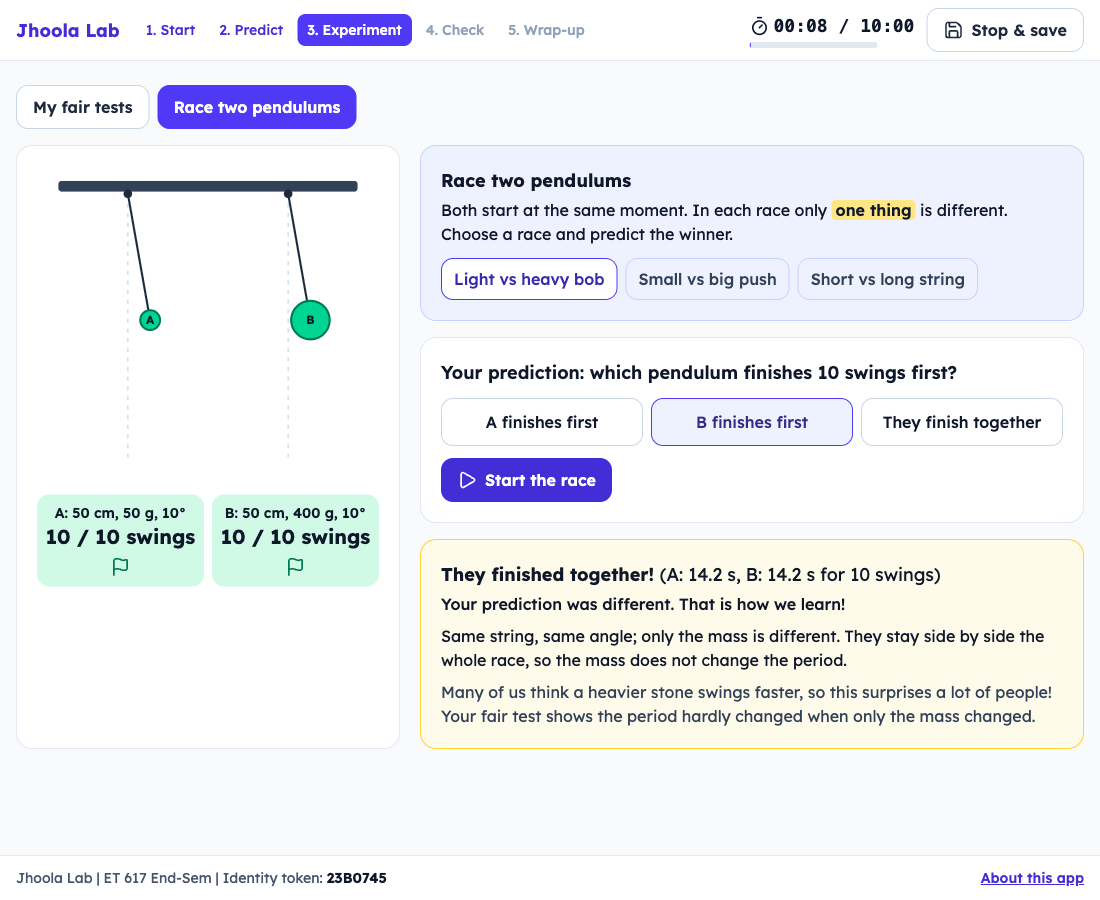 Jhoola Lab
1. Start
2. Predict
3. Experiment
4. Check
5. Wrap-up
00:08 / 10:00
Stop & save
My fair tests
Race two pendulums
A
B
A: 50 cm, 50 g, 10°
10 / 10 swings
B: 50 cm, 400 g, 10°
10 / 10 swings
Race two pendulums
Both start at the same moment. In each race only one thing is different.
Choose a race and predict the winner.
Light vs heavy bob
Small vs big push
Short vs long string
Your prediction: which pendulum finishes 10 swings first?
A finishes first
B finishes first
They finish together
Start the race
They finished together! (A: 14.2 s, B: 14.2 s for 10 swings)
Your prediction was different. That is how we learn!
Same string, same angle; only the mass is different. They stay side by side the
whole race, so the mass does not change the period.
Many of us think a heavier stone swings faster, so this surprises a lot of people!
Your fair test shows the period hardly changed when only the mass changed.
Jhoola Lab | ET 617 End-Sem | Identity token: 23B0745
About this app